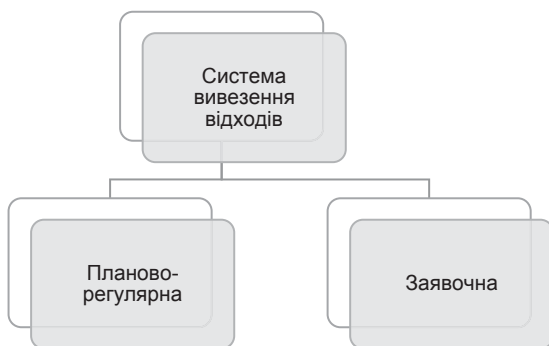 Система
вивезення
відходів
Планово-
регулярна
Заявочна